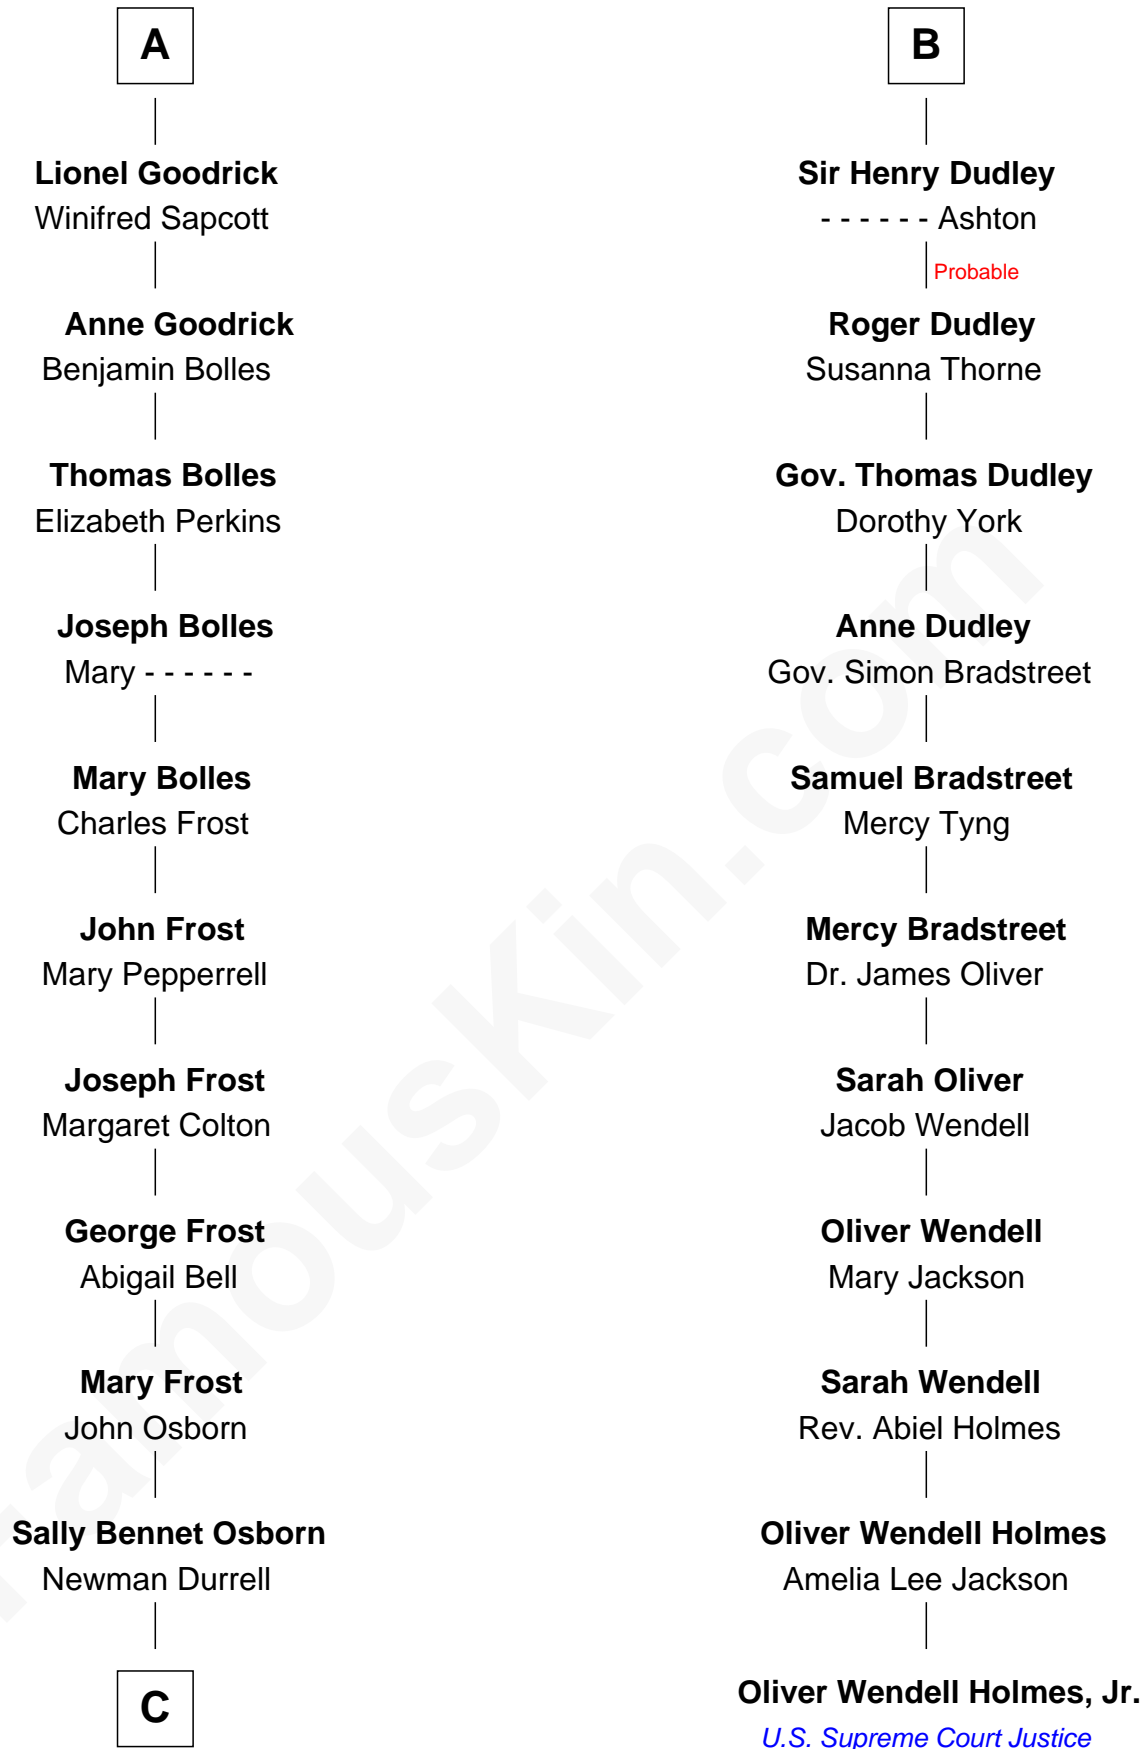 A
Lionel Goodrick
Winifred Sapcott
Anne Goodrick
Benjamin Bolles
Thomas Bolles
Elizabeth Perkins
Joseph Bolles
Mary - - - - - -
Mary Bolles
Charles Frost
John Frost
Mary Pepperrell
Joseph Frost
Margaret Colton
George Frost
Abigail Bell
Mary Frost
John Osborn
Sally Bennet Osborn
Newman Durrell
C
B
Sir Henry Dudley
- - - - - - Ashton
Probable
Roger Dudley
Susanna Thorne
Gov. Thomas Dudley
Dorothy York
Anne Dudley
Gov. Simon Bradstreet
Samuel Bradstreet
Mercy Tyng
Mercy Bradstreet
Dr. James Oliver
Sarah Oliver
Jacob Wendell
Oliver Wendell
Mary Jackson
Sarah Wendell
Rev. Abiel Holmes
Oliver Wendell Holmes
Amelia Lee Jackson
Oliver Wendell Holmes, Jr.
U.S. Supreme Court Justice
FamousKin.com